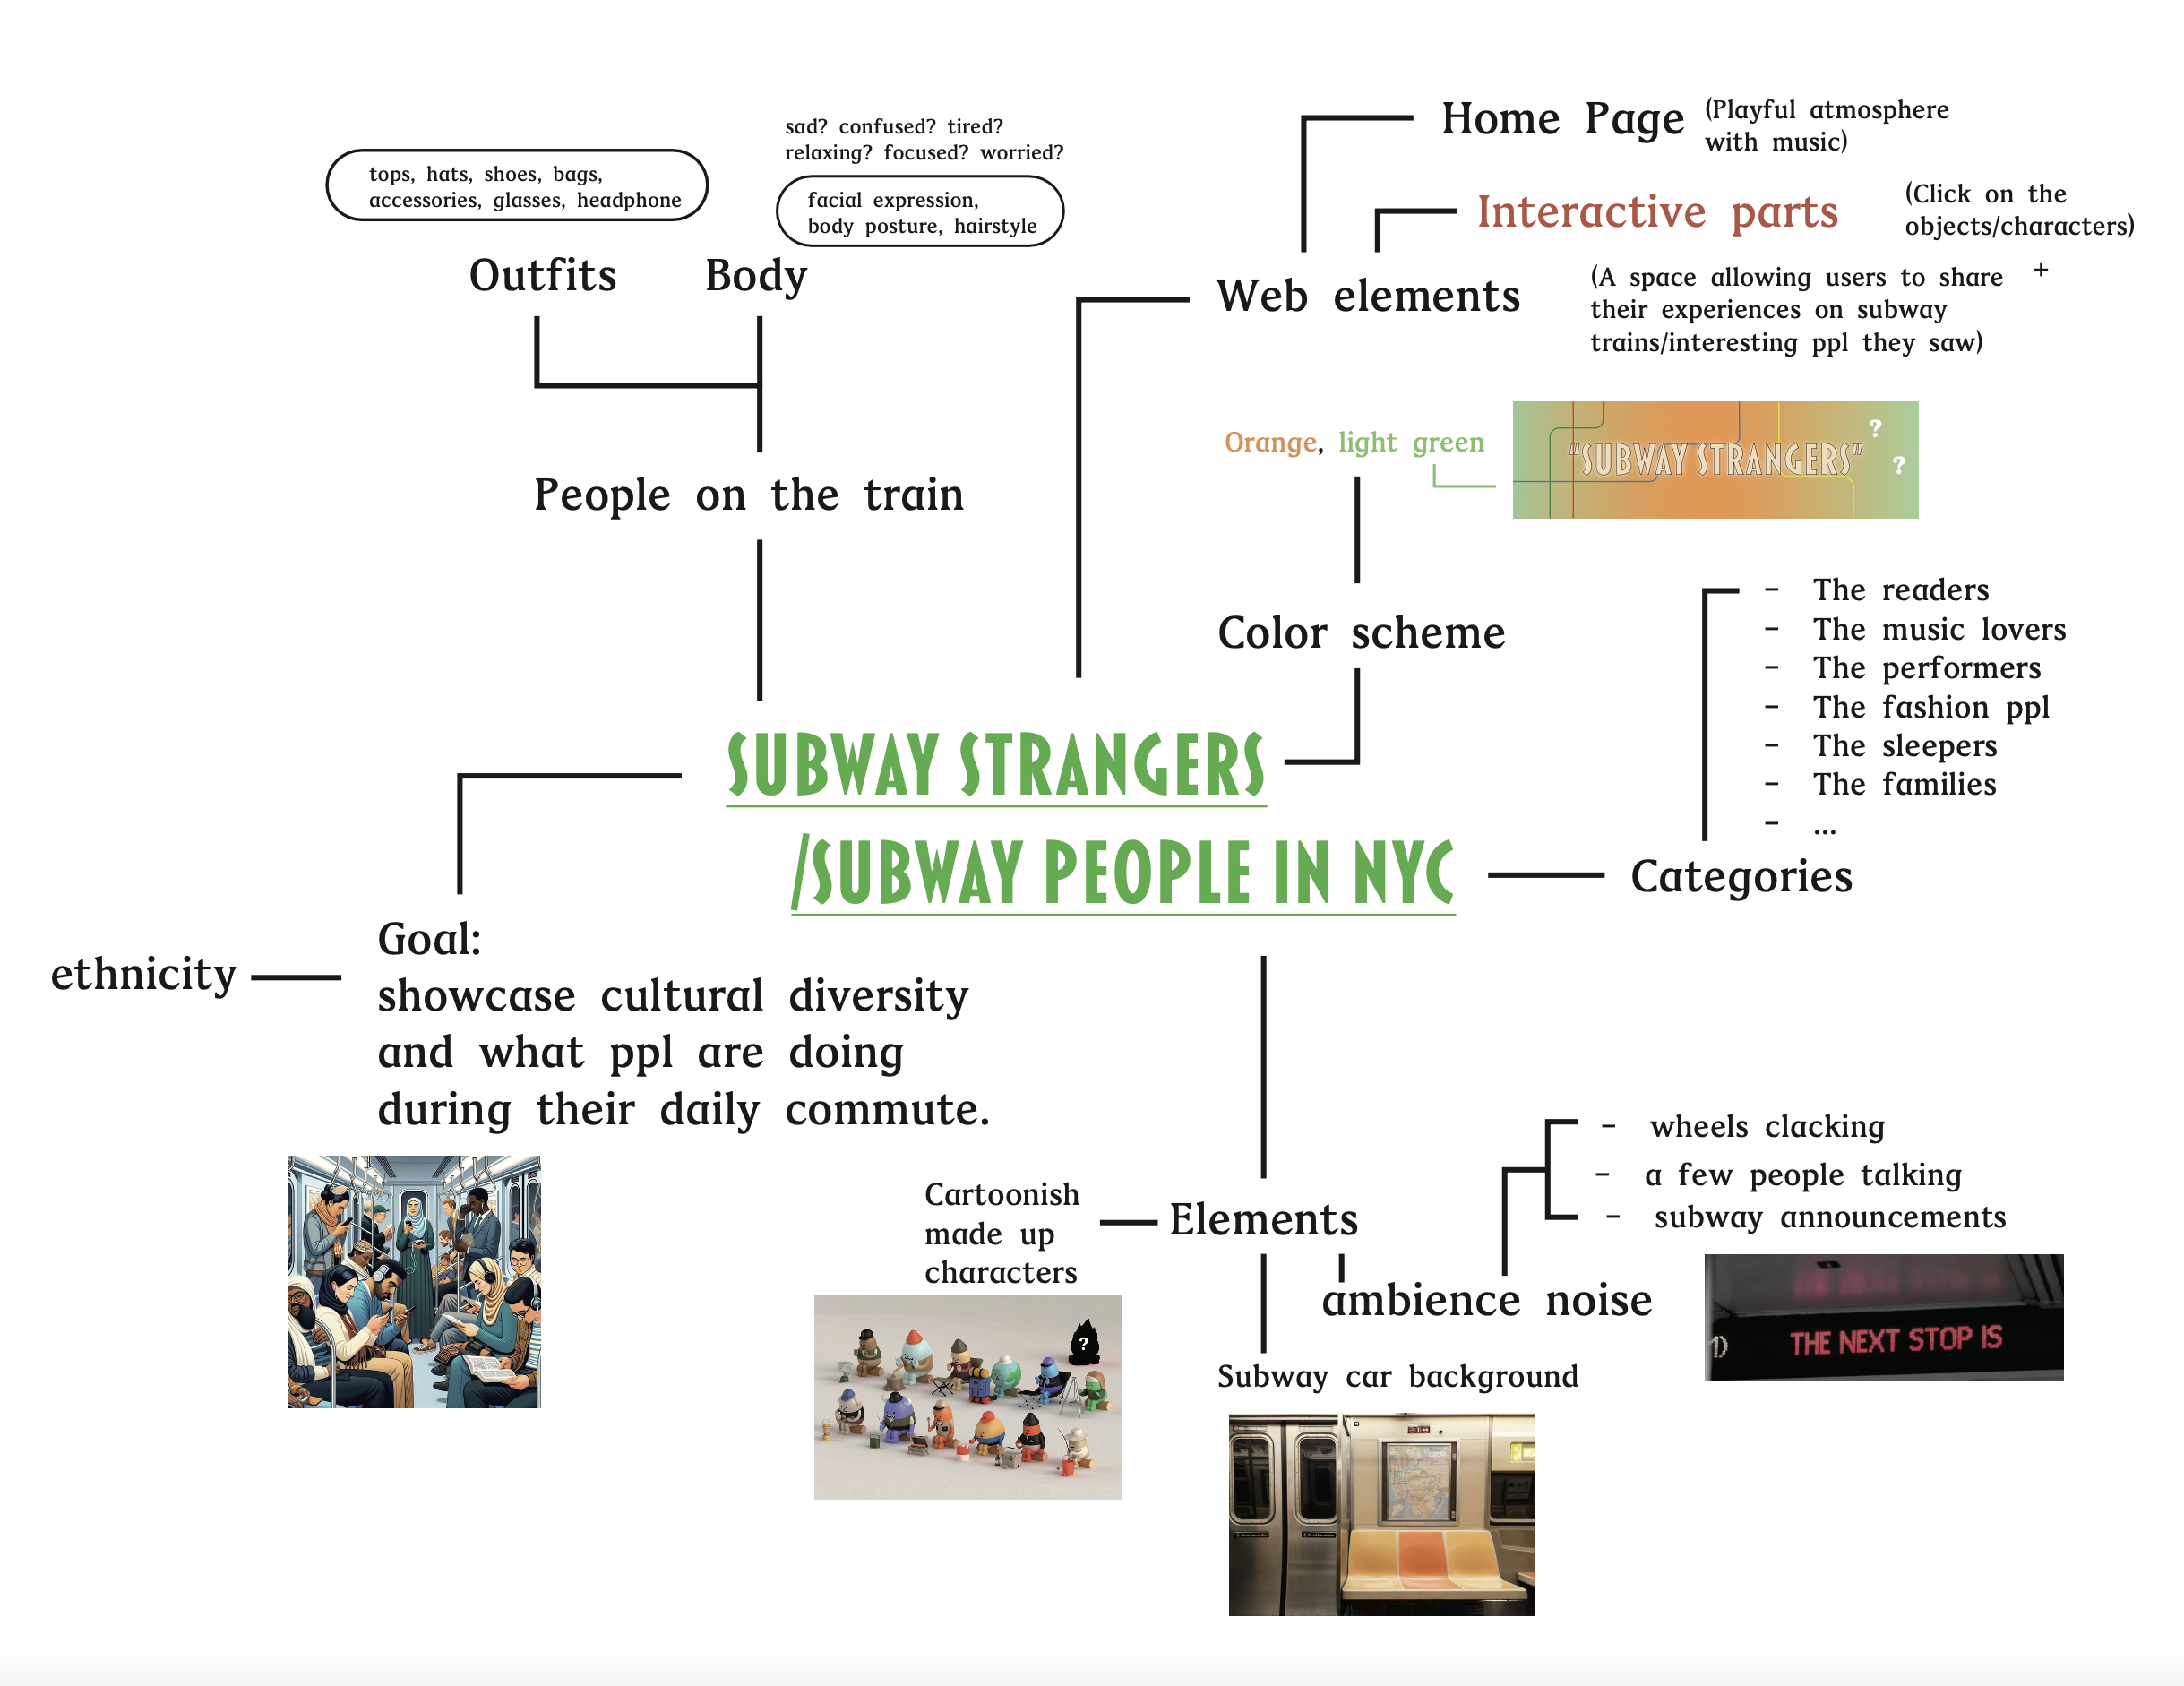 Home Page
(Playful atmosphere
with music)
sad? confused? tired?
relaxing? focused? worried?
tops, hats, shoes, bags,
accessories, glasses, headphone
facial expression,
body posture, hairstyle
Interactive parts
(Click on the
objects/characters)
+
Outfits
Body
Web elements
(A space allowing users to share
their experiences on subway
trains/interesting ppl they saw)
Orange, light green
"SUBWAY STRANGERS"
?
?
People on the train
Color scheme
- The readers
- The music lovers
- The performers
- The fashion ppl
- The sleepers
- The families
- ...
Categories
SUBWAY STRANGERS
/SUBWAY PEOPLE IN NYC
ethnicity
Goal:
showcase cultural diversity
and what ppl are doing
during their daily commute.
Cartoonish
made up
characters
?
Elements
- wheels clacking
- a few people talking
- subway announcements
ambience noise
THE NEXT STOP IS
Subway car background